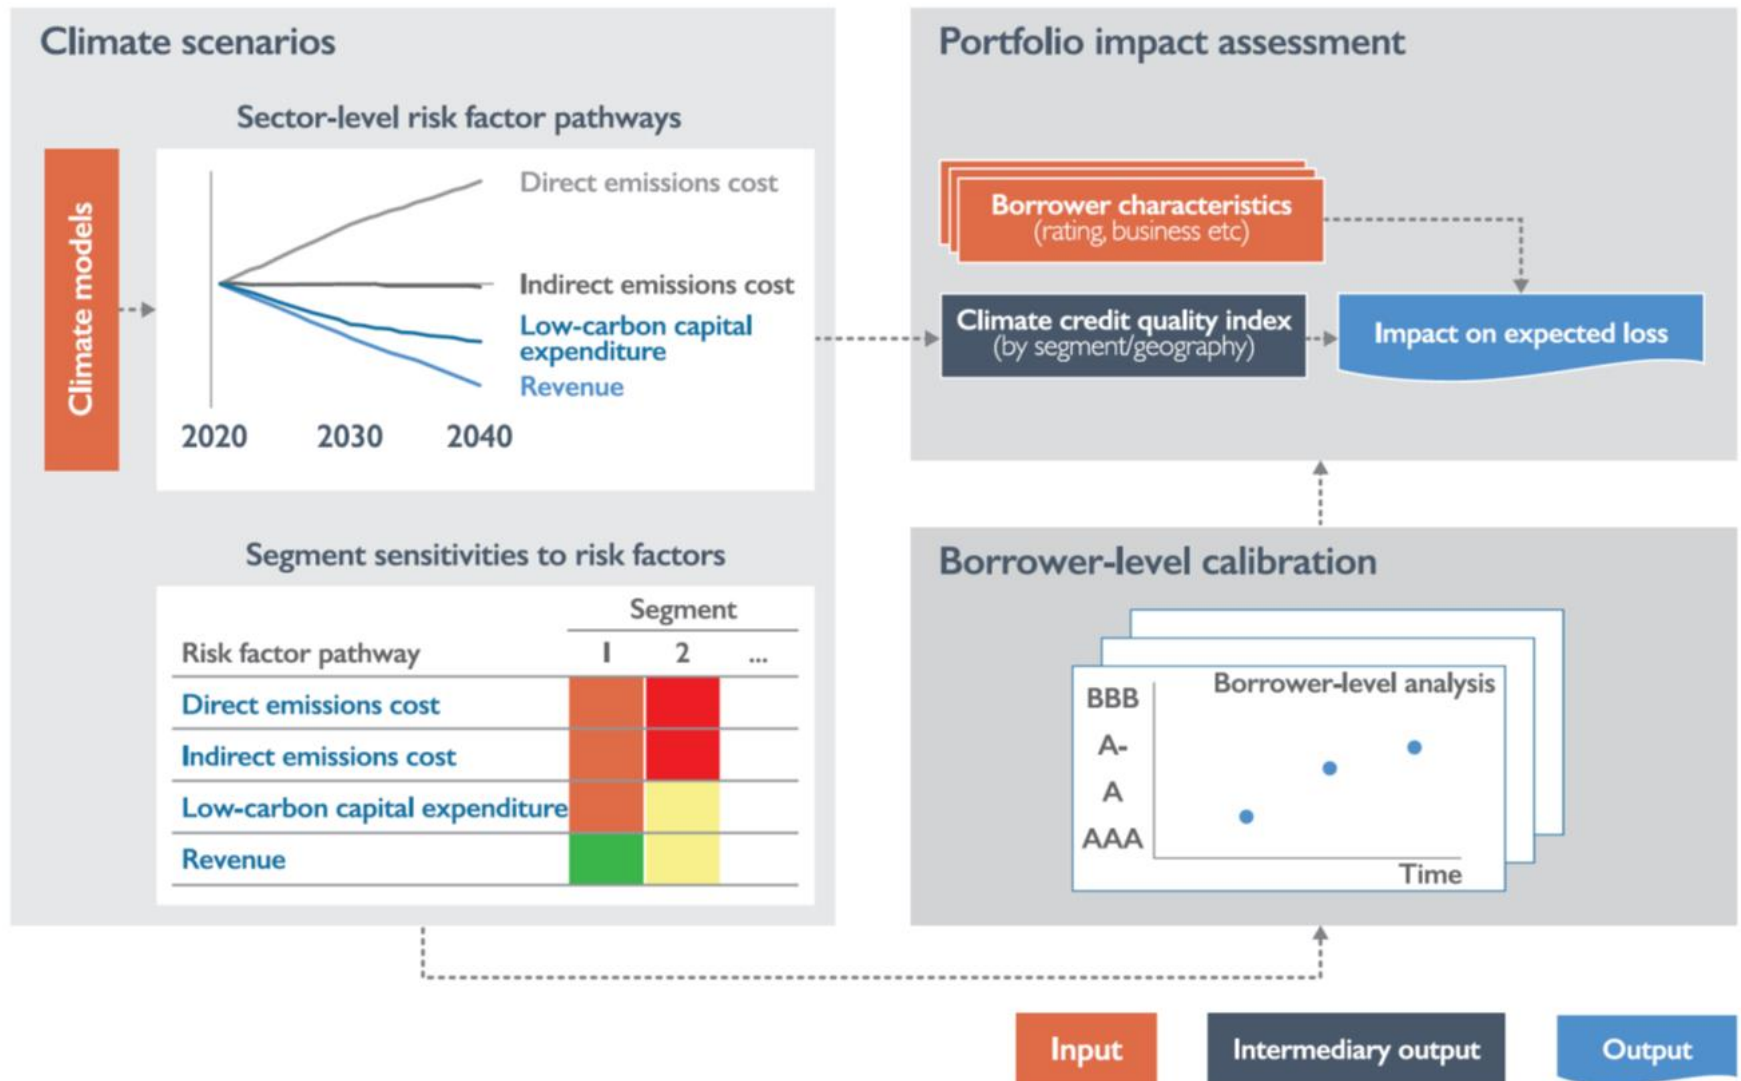 Climate scenarios
Sector-level risk factor pathways
Climate models
Direct emissions cost
Indirect emissions cost
Low-carbon capital
expenditure
Revenue
2020 2030 2040
Segment sensitivities to risk factors
Segment
Risk factor pathway 1 2 ...
Direct emissions cost
Indirect emissions cost
Low-carbon capital expenditure
Revenue
Portfolio impact assessment
Borrower characteristics
(rating, business etc)
Climate credit quality index
(by segment/geography)
Impact on expected loss
Borrower-level calibration
Borrower-level analysis
BBB
A-
A
AAA
Time
Input
Intermediary output
Output